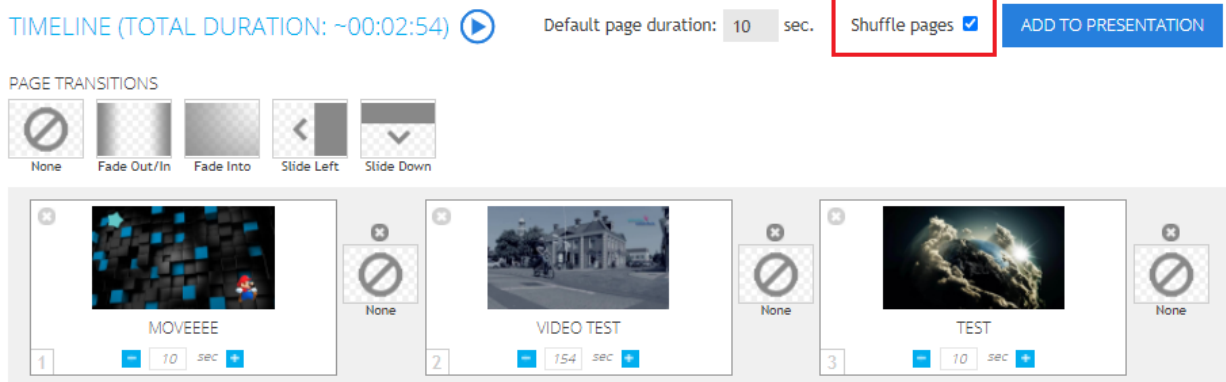 TIMELINE (TOTAL DURATION: ~00:02:54)
Default page duration: 10 sec.
Shuffle pages
ADD TO PRESENTATION
PAGE TRANSITIONS
None
Fade Out/In
Fade Into
Slide Left
Slide Down
None
None
None
MOVEEEE
VIDEO TEST
TEST
1
10 sec
2
154 sec
3
10 sec